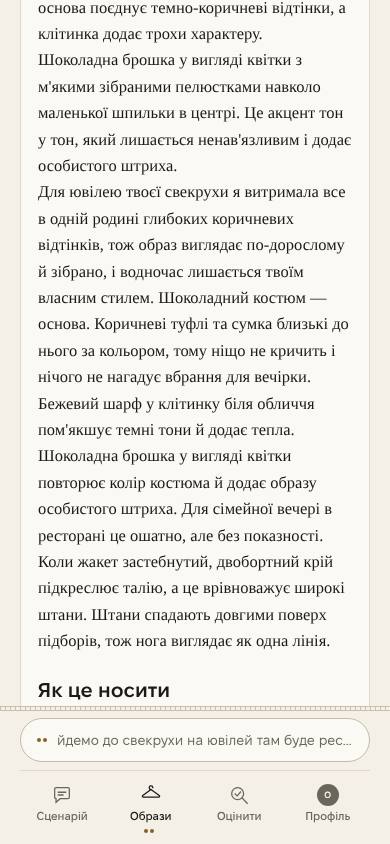 основа поєднує темно-коричневі відтінки, а
клітинка додає трохи характеру.
Шоколадна брошка у вигляді квітки з
м'якими зібраними пелюстками навколо
маленької шпильки в центрі. Це акцент тон
у тон, який лишається ненав'язливим і додає
особистого штриха.
Для ювілею твоєї свекрухи я витримала все
в одній родині глибоких коричневих
відтінків, тож образ виглядає по-дорослому
й зібрано, і водночас лишається твоїм
власним стилем. Шоколадний костюм —
основа. Коричневі туфлі та сумка близькі до
нього за кольором, тому ніщо не кричить і
нічого не нагадує вбрання для вечірки.
Бежевий шарф у клітинку біля обличчя
пом'якшує темні тони й додає тепла.
Шоколадна брошка у вигляді квітки
повторює колір костюма й додає образу
особистого штриха. Для сімейної вечері в
ресторані це ошатно, але без показності.
Коли жакет застебнутий, двобортний крій
підкреслює талію, а це врівноважує широкі
штани. Штани спадають довгими поверх
підборів, тож нога виглядає як одна лінія.
Як це носити
йдемо до свекрухи на ювілей там буде рес...
О
Сценарій Образи Оцінити Профіль